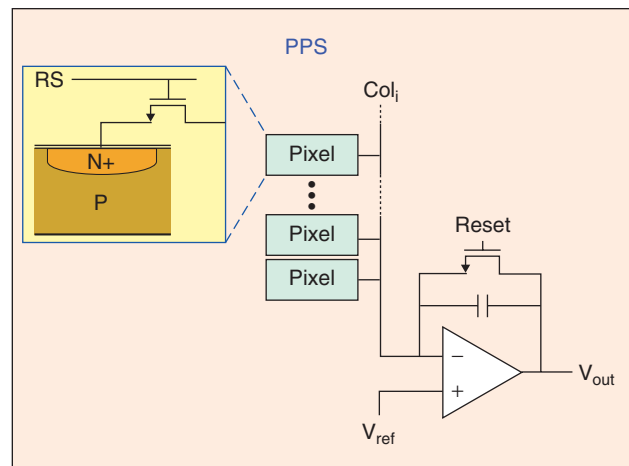 PPS
RS
Col_i
N+
P
Pixel
Pixel
Pixel
Reset
−
+
V_out
V_ref